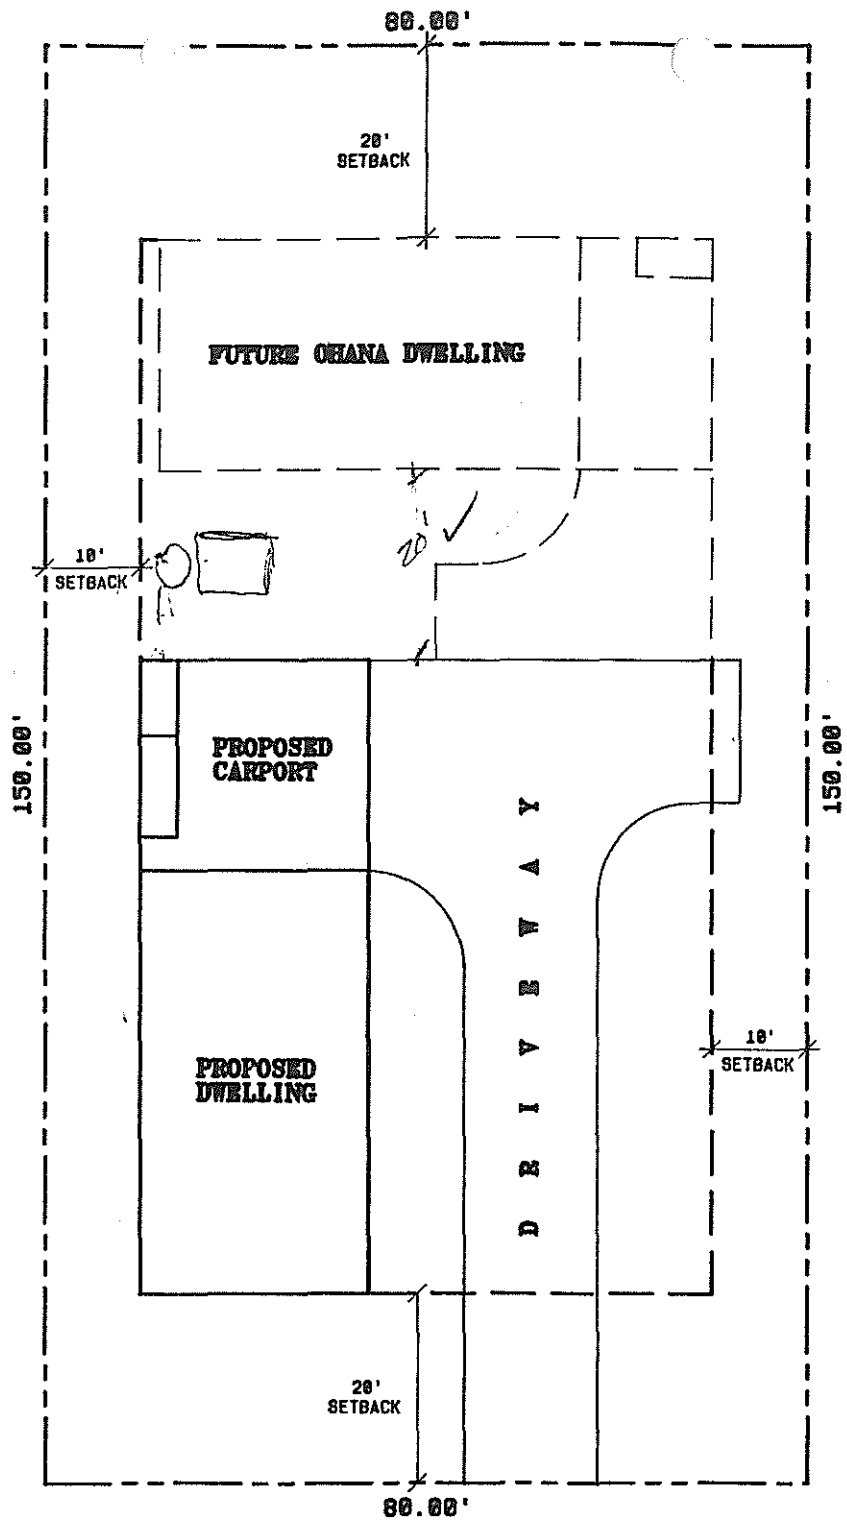 80.00'
20'
SETBACK
FUTURE OHANA DWELLING
20' ✓
10'
SETBACK
PROPOSED
CARPORT
150.00'
150.00'
DRIVEWAY
10'
SETBACK
PROPOSED
DWELLING
20'
SETBACK
80.00'